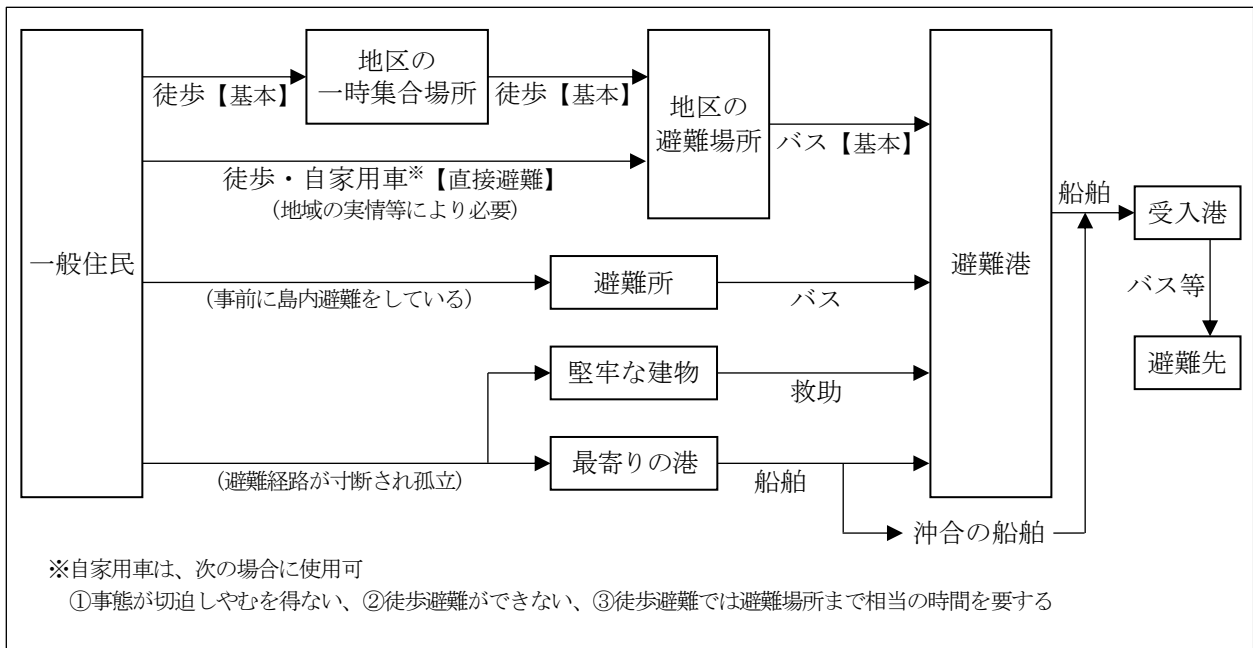 一般住民
徒歩【基本】
地区の
一時集合場所
徒歩【基本】
地区の
避難場所
バス【基本】
徒歩・自家用車※【直接避難】
（地域の実情等により必要）
（事前に島内避難をしている）
避難所
バス
堅牢な建物
救助
（避難経路が寸断され孤立）
最寄りの港
船舶
沖合の船舶
避難港
船舶
受入港
バス等
避難先
※自家用車は、次の場合に使用可
①事態が切迫しやむを得ない、②徒歩避難ができない、③徒歩避難では避難場所まで相当の時間を要する